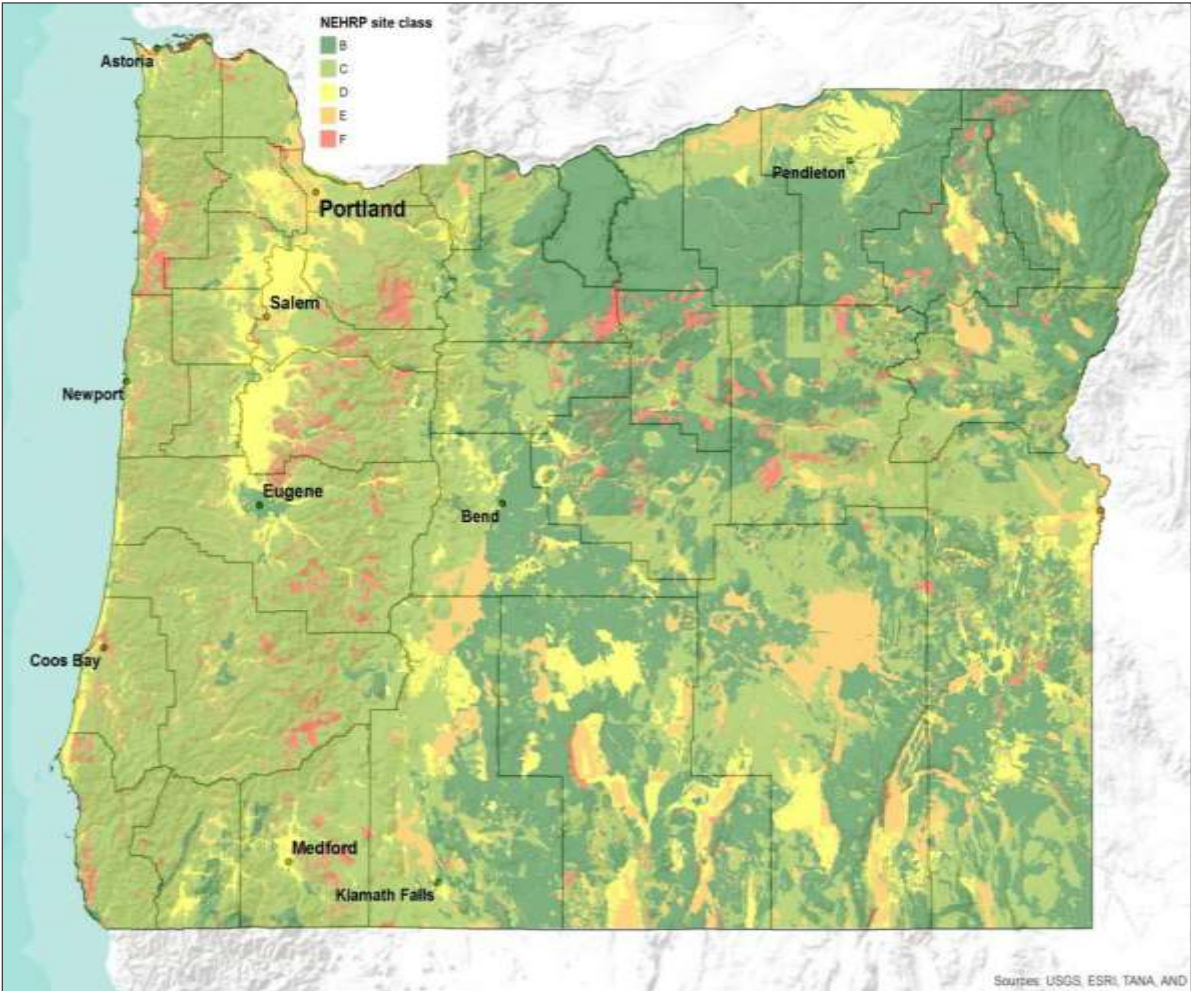 NEHRP site class
B
C
D
E
F
Astoria
Portland
Pendleton
Salem
Newport
Eugene
Bend
Coos Bay
Medford
Klamath Falls
Sources: USGS, ESRI, TANA, AND